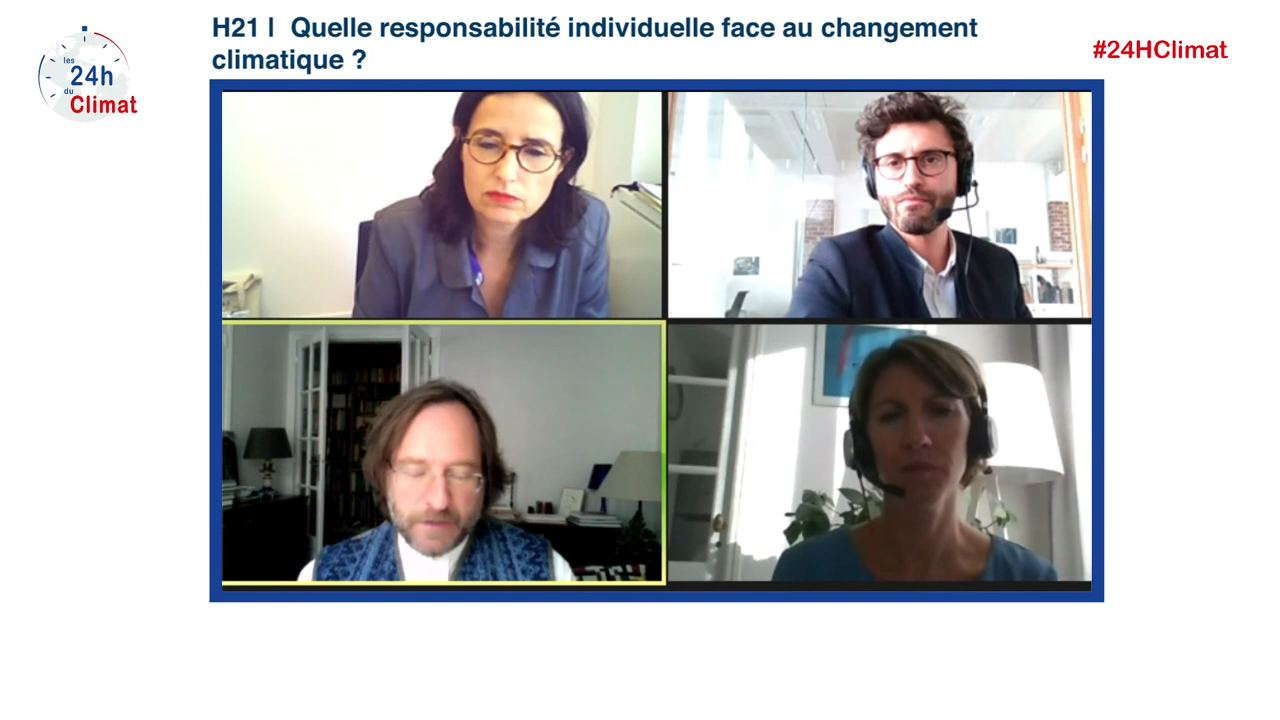 H21 l  Quelle responsabilité individuelle face au changement
climatique ?
#24HClimat
les
24h
du
Climat